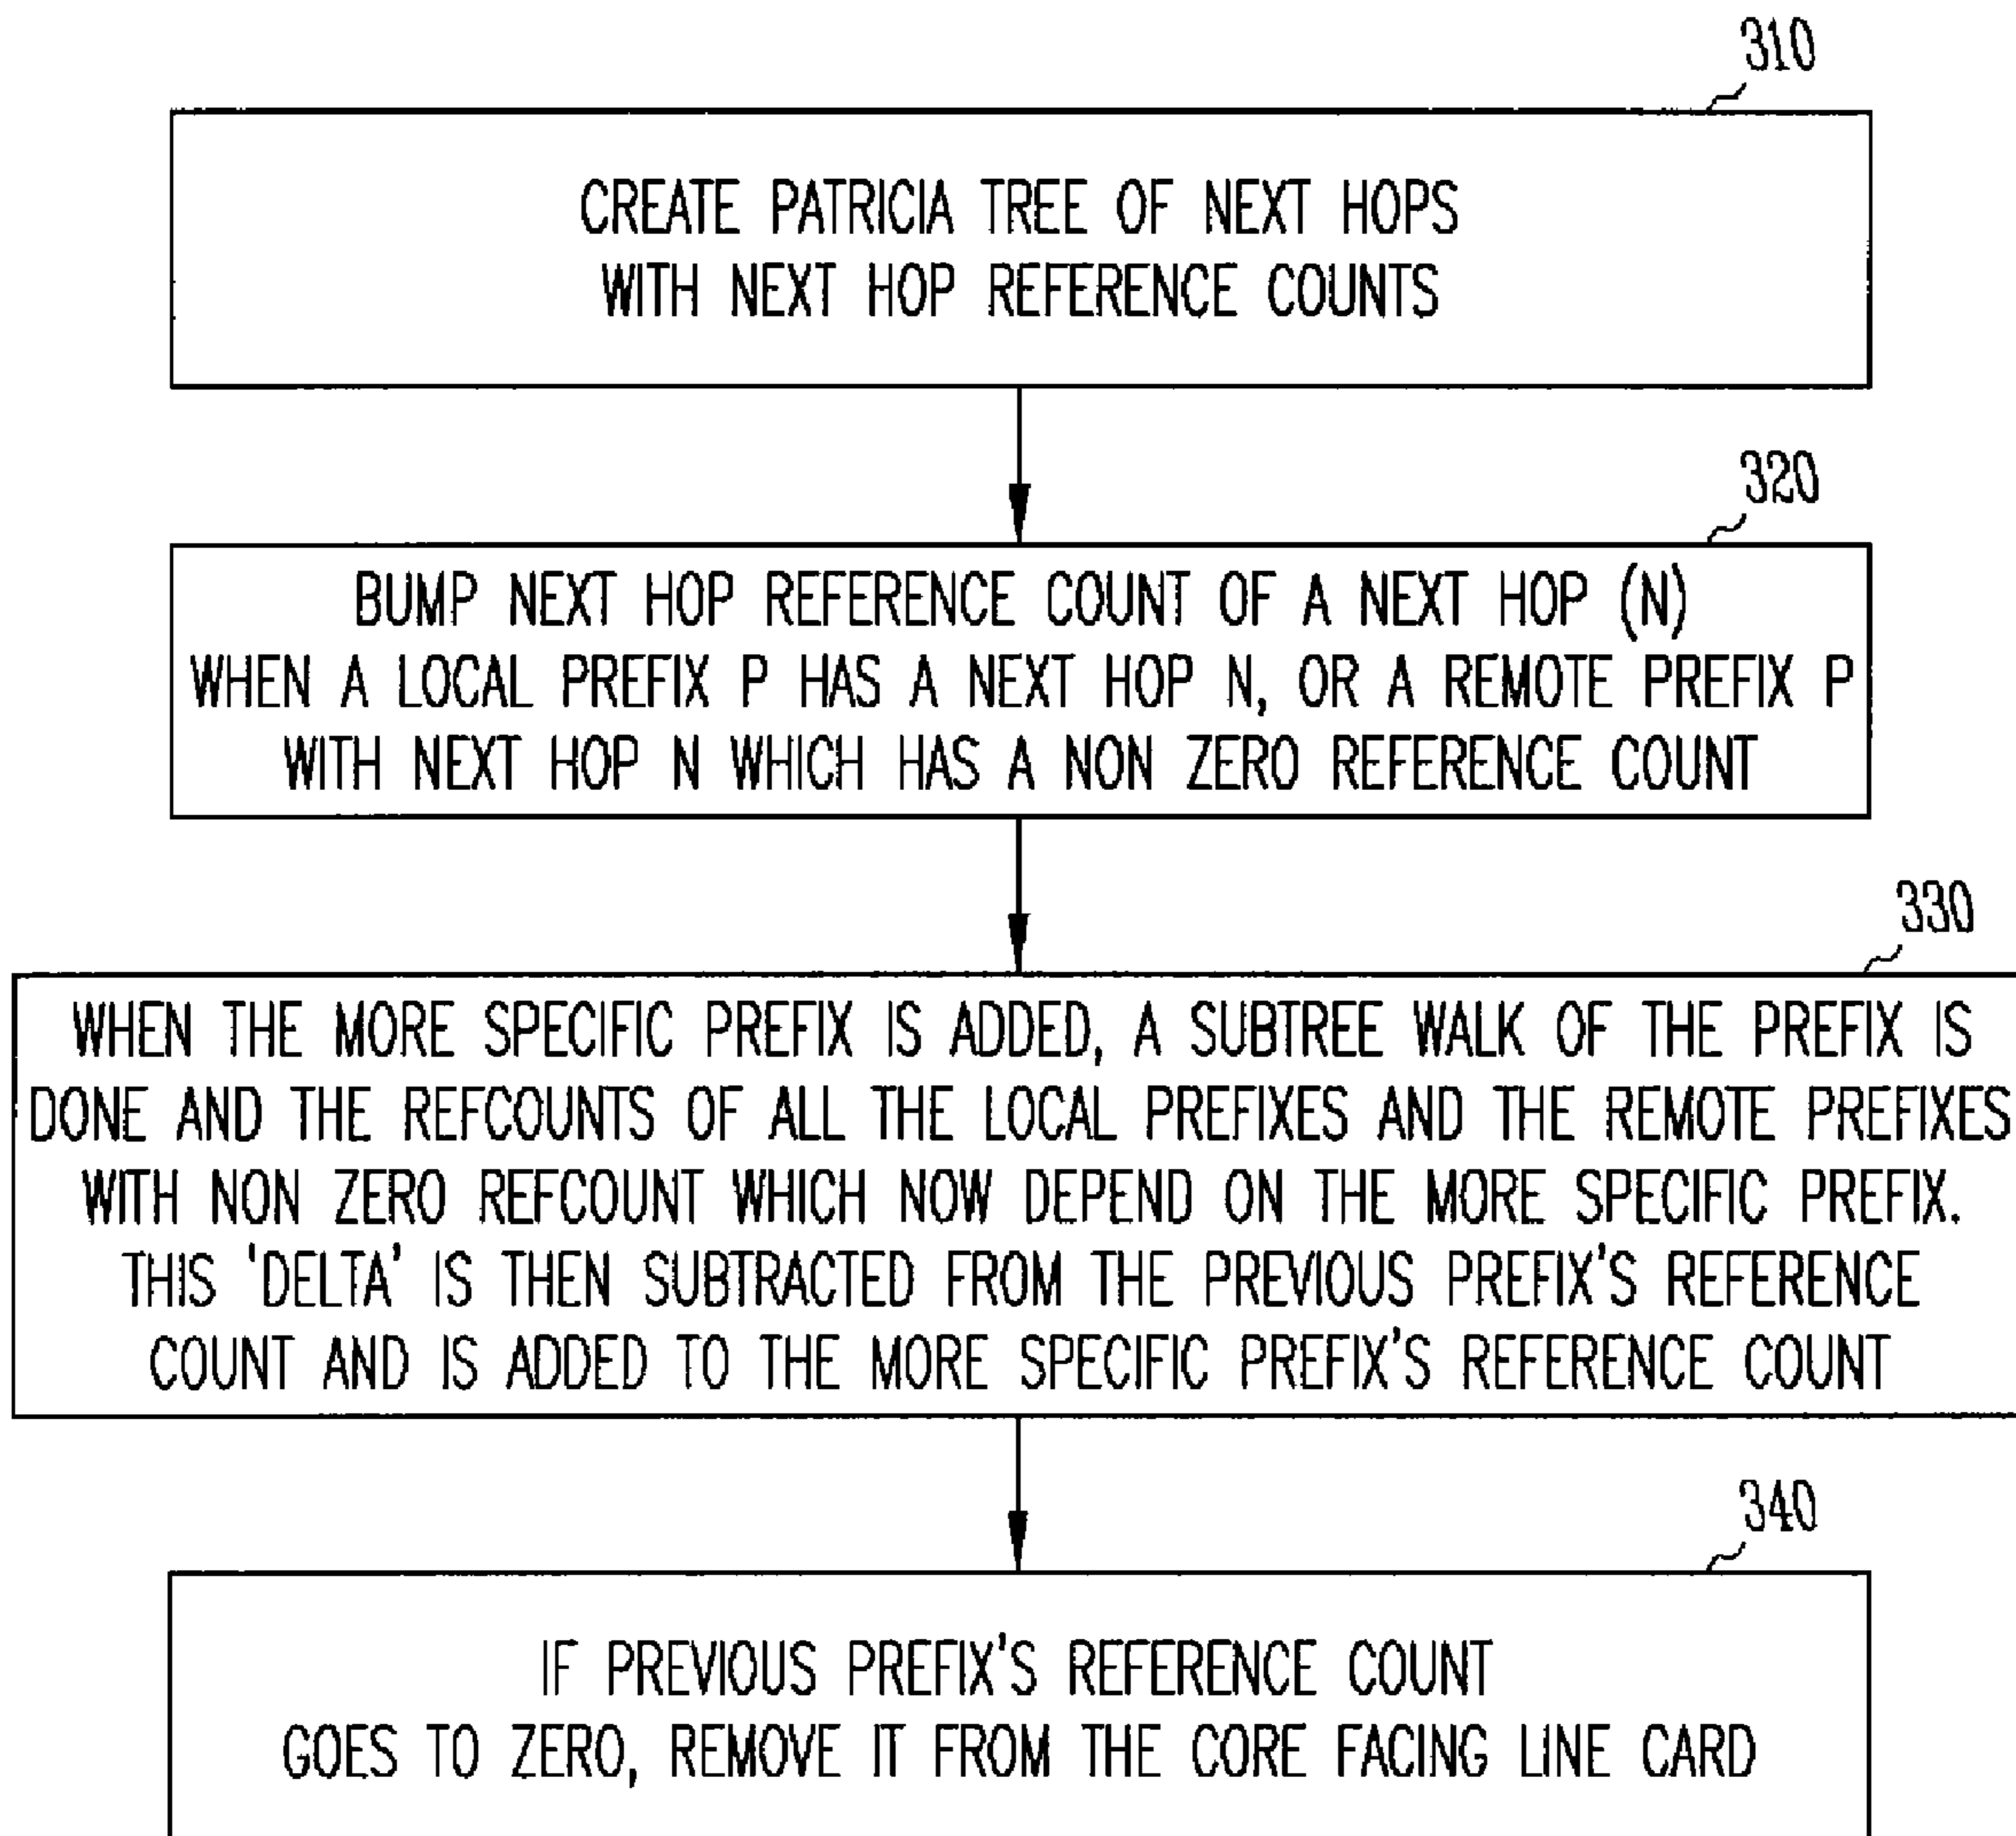 310
CREATE PATRICIA TREE OF NEXT HOPS
WITH NEXT HOP REFERENCE COUNTS
320
BUMP NEXT HOP REFERENCE COUNT OF A NEXT HOP (N)
WHEN A LOCAL PREFIX P HAS A NEXT HOP N, OR A REMOTE PREFIX P
WITH NEXT HOP N WHICH HAS A NON ZERO REFERENCE COUNT
330
WHEN THE MORE SPECIFIC PREFIX IS ADDED, A SUBTREE WALK OF THE PREFIX IS
DONE AND THE REFCOUNTS OF ALL THE LOCAL PREFIXES AND THE REMOTE PREFIXES
WITH NON ZERO REFCOUNT WHICH NOW DEPEND ON THE MORE SPECIFIC PREFIX.
THIS 'DELTA' IS THEN SUBTRACTED FROM THE PREVIOUS PREFIX'S REFERENCE
COUNT AND IS ADDED TO THE MORE SPECIFIC PREFIX'S REFERENCE COUNT
340
IF PREVIOUS PREFIX'S REFERENCE COUNT
GOES TO ZERO, REMOVE IT FROM THE CORE FACING LINE CARD